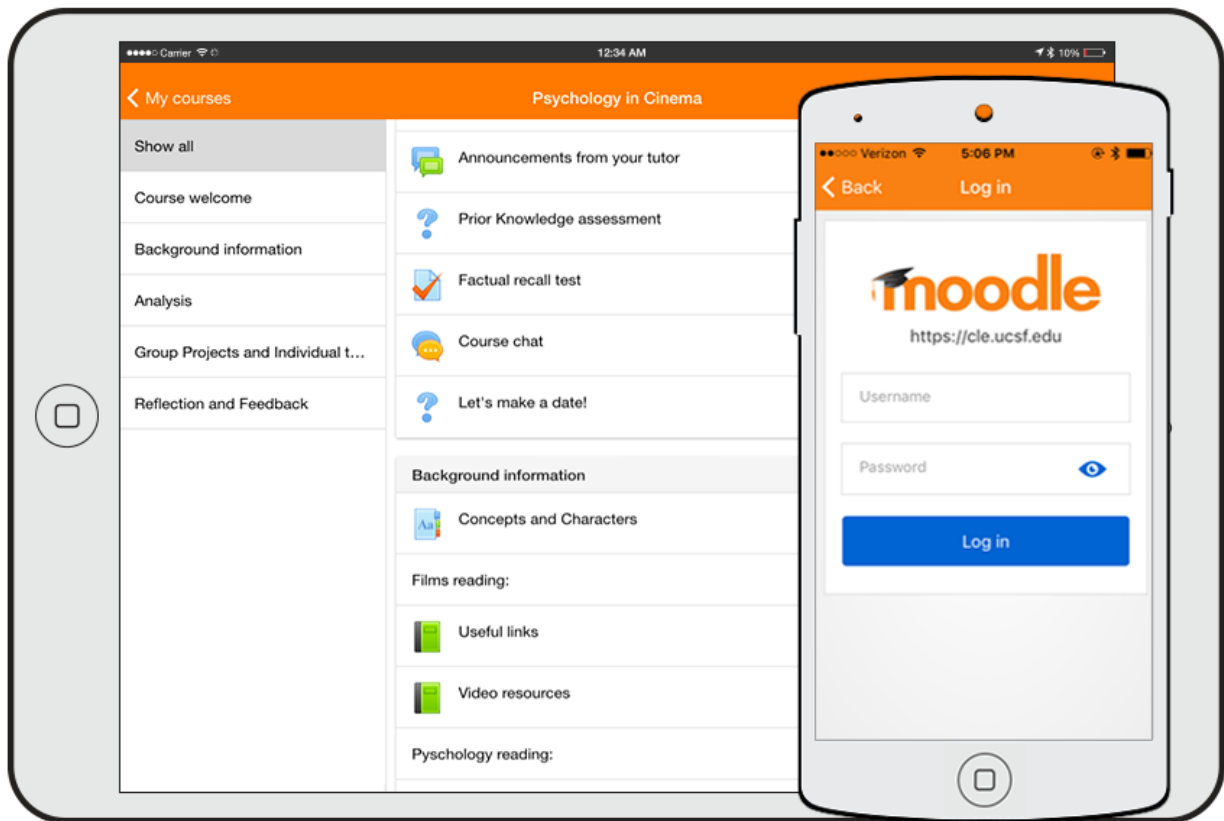 Carrier
12:34 AM
10%
My courses
Psychology in Cinema
Show all
Course welcome
Background information
Analysis
Group Projects and Individual t...
Reflection and Feedback
Announcements from your tutor
Prior Knowledge assessment
Factual recall test
Course chat
Let's make a date!
Background information
Aa
Concepts and Characters
Films reading:
Useful links
Video resources
Pyschology reading:
Verizon
5:06 PM
Back
Log in
moodle
https://cle.ucsf.edu
Username
Password
Log in